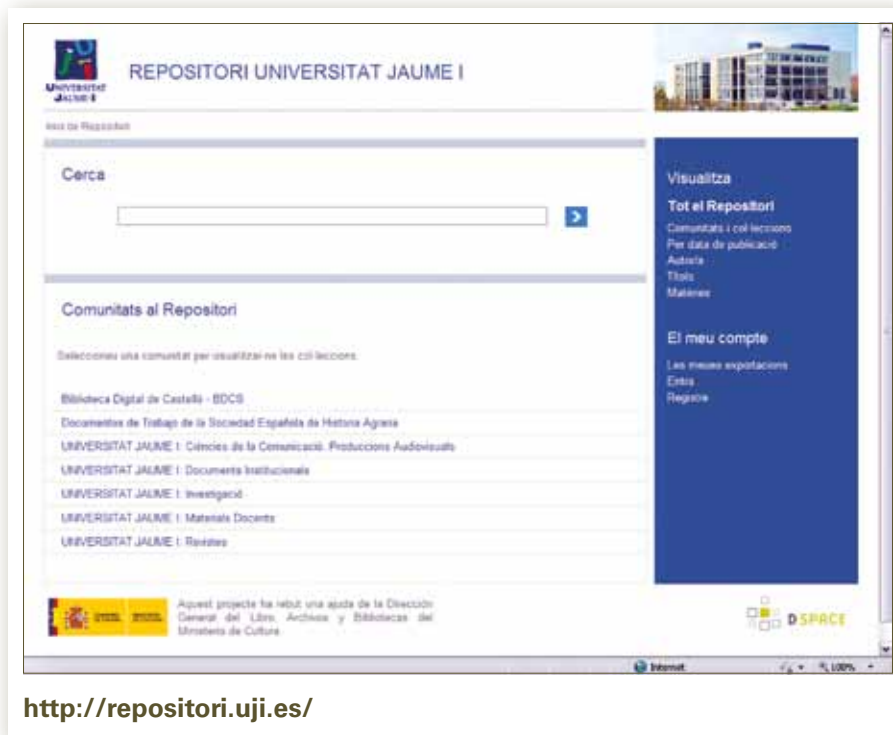 UNIVERSITAT
JAUME I
REPOSITORI UNIVERSITAT JAUME I
Inici de Repositori
Cerca
Comunitats al Repositori
Seleccioneu una comunitat per visualitzar-ne les col·leccions.
Biblioteca Digital de Castelló - BDCS
Documentos de Trabajo de la Sociedad Española de Historia Agraria
UNIVERSITAT JAUME I: Ciències de la Comunicació. Produccions Audiovisuals
UNIVERSITAT JAUME I: Documents Institucionals
UNIVERSITAT JAUME I: Investigació
UNIVERSITAT JAUME I: Materials Docents
UNIVERSITAT JAUME I: Revistes
Visualitza
Tot el Repositori
Comunitats i col·leccions
Per data de publicació
Autor/a
Títols
Matèries
El meu compte
Les meues exportacions
Entra
Registre
Aquest projecte ha rebut una ajuda de la Dirección
General del Libro, Archivos y Bibliotecas del
Ministerio de Cultura
DSPACE
Internet
100%
http://repositori.uji.es/